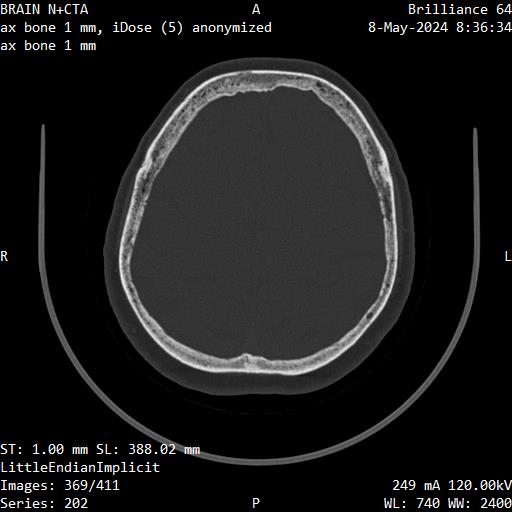 BRAIN N+CTA
ax bone 1 mm, iDose (5) anonymized
ax bone 1 mm
A
Brilliance 64
8-May-2024 8:36:34
R
L
ST: 1.00 mm SL: 388.02 mm
LittleEndianImplicit
Images: 369/411
Series: 202
P
249 mA 120.00kV
WL: 740 WW: 2400